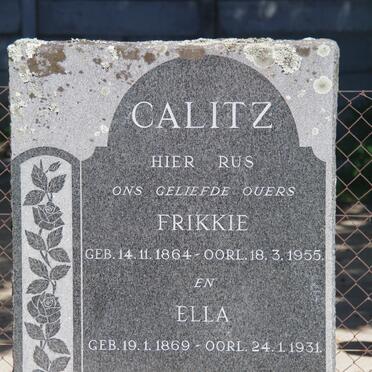 CALITZ
HIER RUS
ONS GELIEFDE OUERS
FRIKKIE
GEB. 14.11.1864 - OORL. 18.3.1955.
EN
ELLA
GEB. 19.1.1869 - OORL. 24.1.1931.